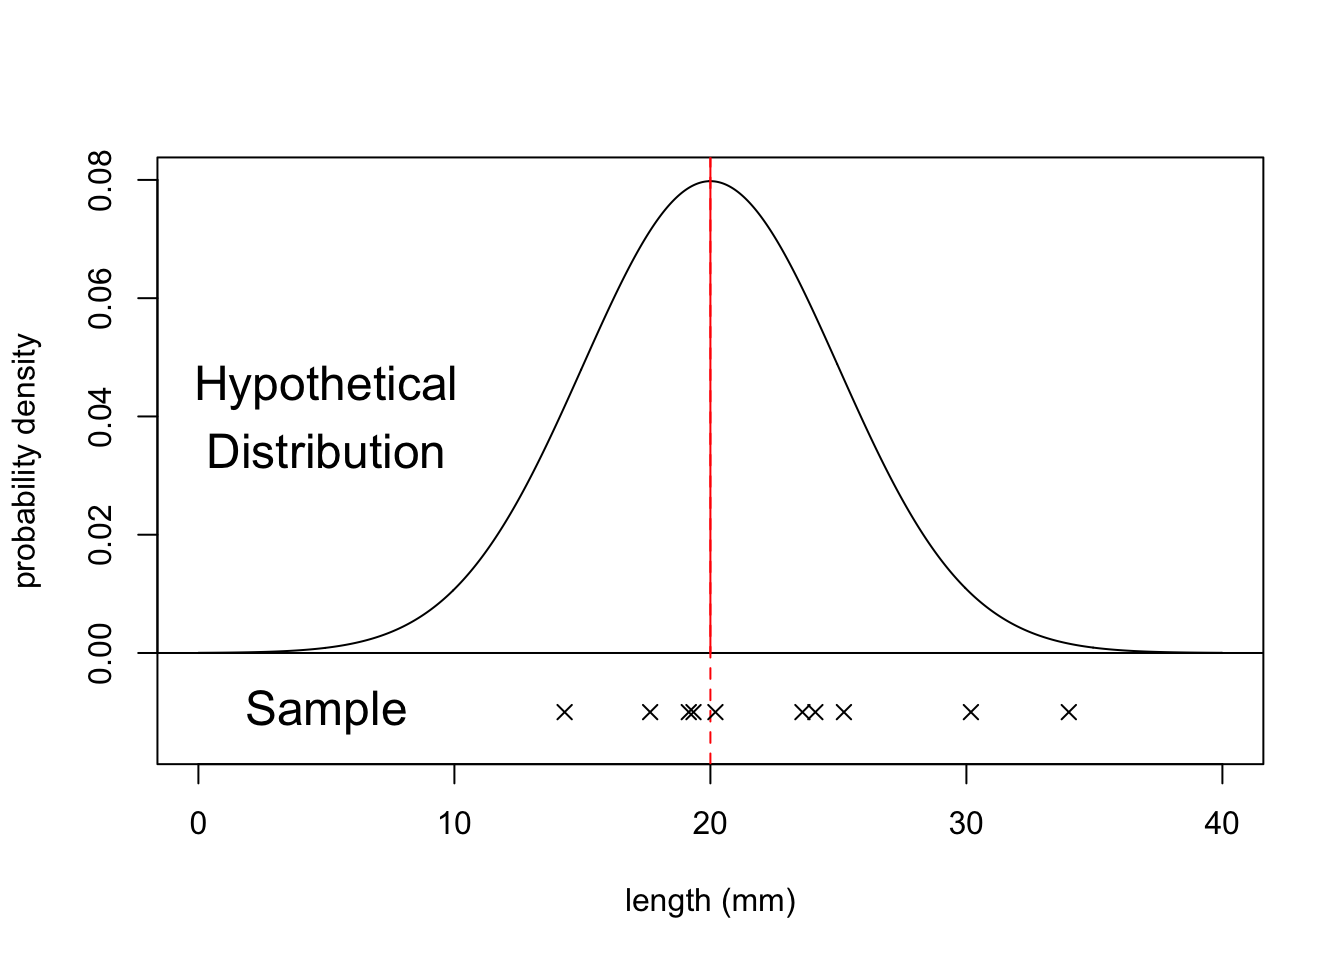 0.08
0.06
0.04
0.02
0.00
probability density
Hypothetical
Distribution
Sample
0 10 20 30 40
length (mm)